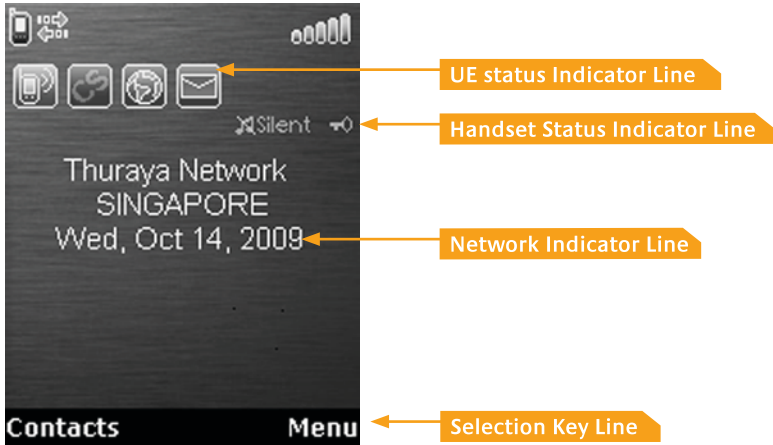 UE status Indicator Line
Silent
Handset Status Indicator Line
Thuraya Network
SINGAPORE
Wed, Oct 14, 2009
Network Indicator Line
Contacts Menu
Selection Key Line